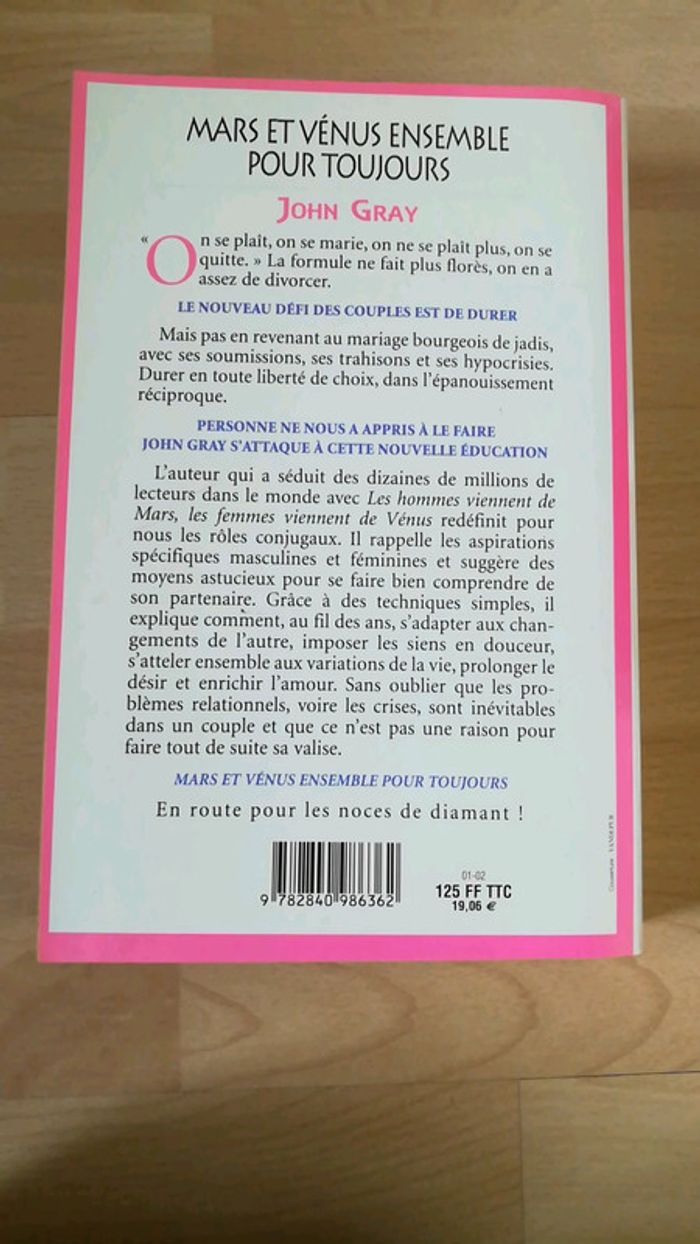 MARS ET VÉNUS ENSEMBLE
POUR TOUJOURS
JOHN GRAY
« On se plaît, on se marie, on ne se plaît plus, on se
quitte. » La formule ne fait plus florès, on en a
assez de divorcer.
LE NOUVEAU DÉFI DES COUPLES EST DE DURER
Mais pas en revenant au mariage bourgeois de jadis,
avec ses soumissions, ses trahisons et ses hypocrisies.
Durer en toute liberté de choix, dans l'épanouissement
réciproque.
PERSONNE NE NOUS A APPRIS À LE FAIRE
JOHN GRAY S'ATTAQUE À CETTE NOUVELLE ÉDUCATION
L'auteur qui a séduit des dizaines de millions de
lecteurs dans le monde avec Les hommes viennent de
Mars, les femmes viennent de Vénus redéfinit pour
nous les rôles conjugaux. Il rappelle les aspirations
spécifiques masculines et féminines et suggère des
moyens astucieux pour se faire bien comprendre de
son partenaire. Grâce à des techniques simples, il
explique comment, au fil des ans, s'adapter aux chan-
gements de l'autre, imposer les siens en douceur,
s'atteler ensemble aux variations de la vie, prolonger le
désir et enrichir l'amour. Sans oublier que les pro-
blèmes relationnels, voire les crises, sont inévitables
dans un couple et que ce n'est pas une raison pour
faire tout de suite sa valise.
MARS ET VÉNUS ENSEMBLE POUR TOUJOURS
En route pour les noces de diamant !
9 782840 986362
01-02
125 FF TTC
19,06 €
Couverture :